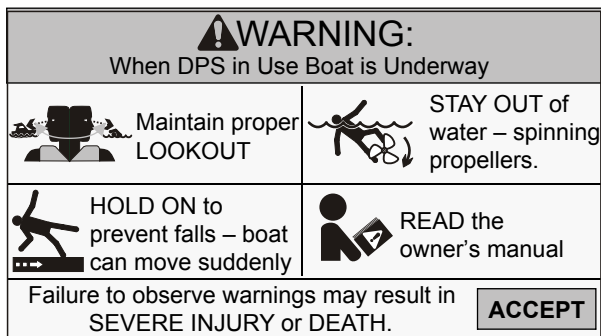 WARNING:
When DPS in Use Boat is Underway
Maintain proper
LOOKOUT
STAY OUT of
water – spinning
propellers.
HOLD ON to
prevent falls – boat
can move suddenly
READ the
owner’s manual
Failure to observe warnings may result in
SEVERE INJURY or DEATH.
ACCEPT